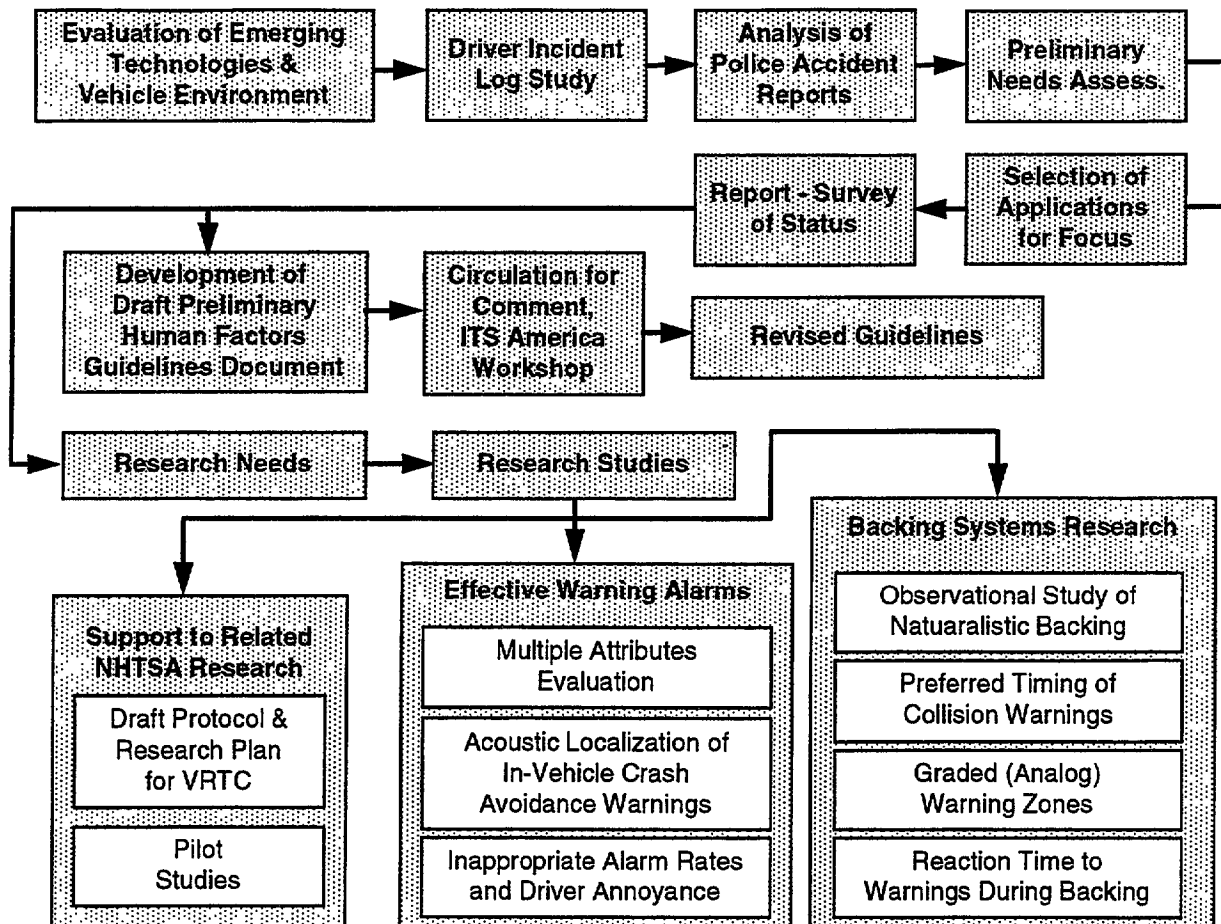 Evaluation of Emerging
Technologies &
Vehicle Environment
Driver Incident
Log Study
Analysis of
Police Accident
Reports
Preliminary
Needs Assess.
Selection of
Applications
for Focus
Report - Survey
of Status
Development of
Draft Preliminary
Human Factors
Guidelines Document
Circulation for
Comment,
ITS America
Workshop
Revised Guidelines
Research Needs
Research Studies
Support to Related
NHTSA Research
Draft Protocol &
Research Plan
for VRTC
Pilot
Studies
Effective Warning Alarms
Multiple Attributes
Evaluation
Acoustic Localization of
In-Vehicle Crash
Avoidance Warnings
Inappropriate Alarm Rates
and Driver Annoyance
Backing Systems Research
Observational Study of
Natuaralistic Backing
Preferred Timing of
Collision Warnings
Graded (Analog)
Warning Zones
Reaction Time to
Warnings During Backing